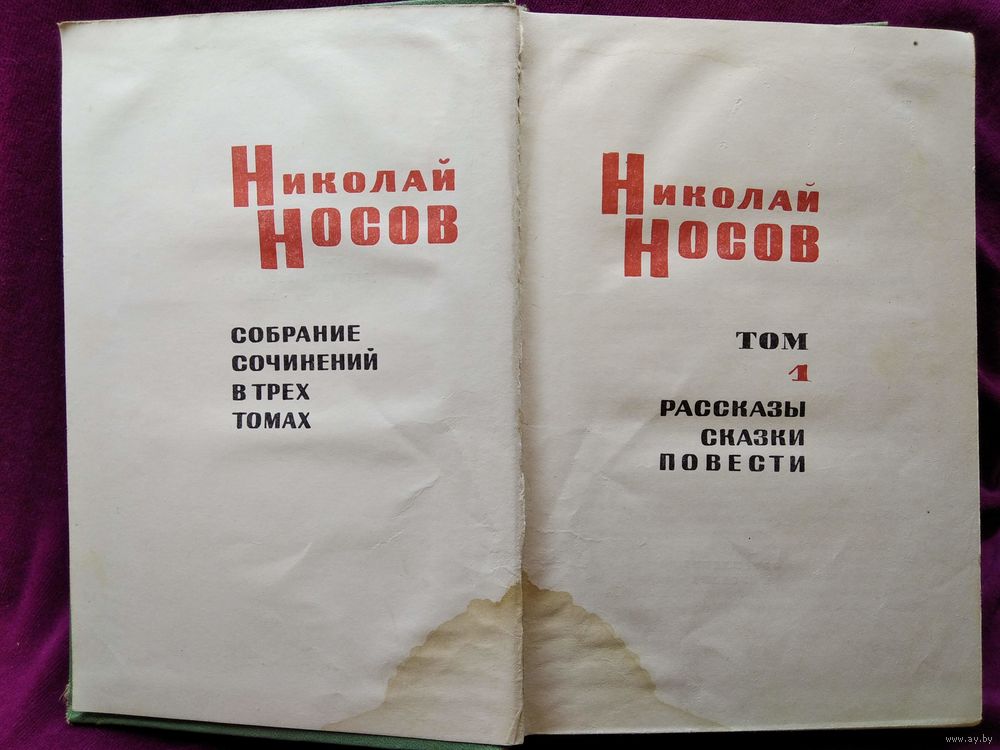 Николай
Носов
СОБРАНИЕ
СОЧИНЕНИЙ
В ТРЕХ
ТОМАХ
Николай
Носов
ТОМ
1
РАССКАЗЫ
СКАЗКИ
ПОВЕСТИ
www.ay.by